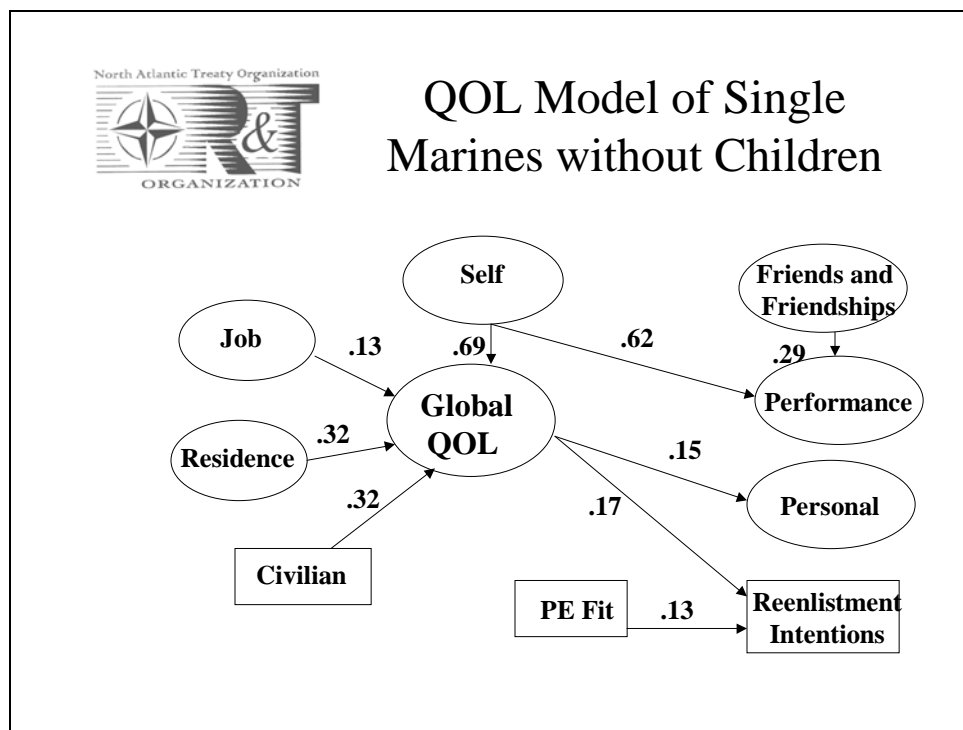 North Atlantic Treaty Organization
R&T
ORGANIZATION
QOL Model of Single
Marines without Children
Self
Friends and
Friendships
Job
.13
.69
.62
.29
Global
QOL
Performance
Residence
.32
.15
.32
.17
Personal
Civilian
PE Fit
.13
Reenlistment
Intentions